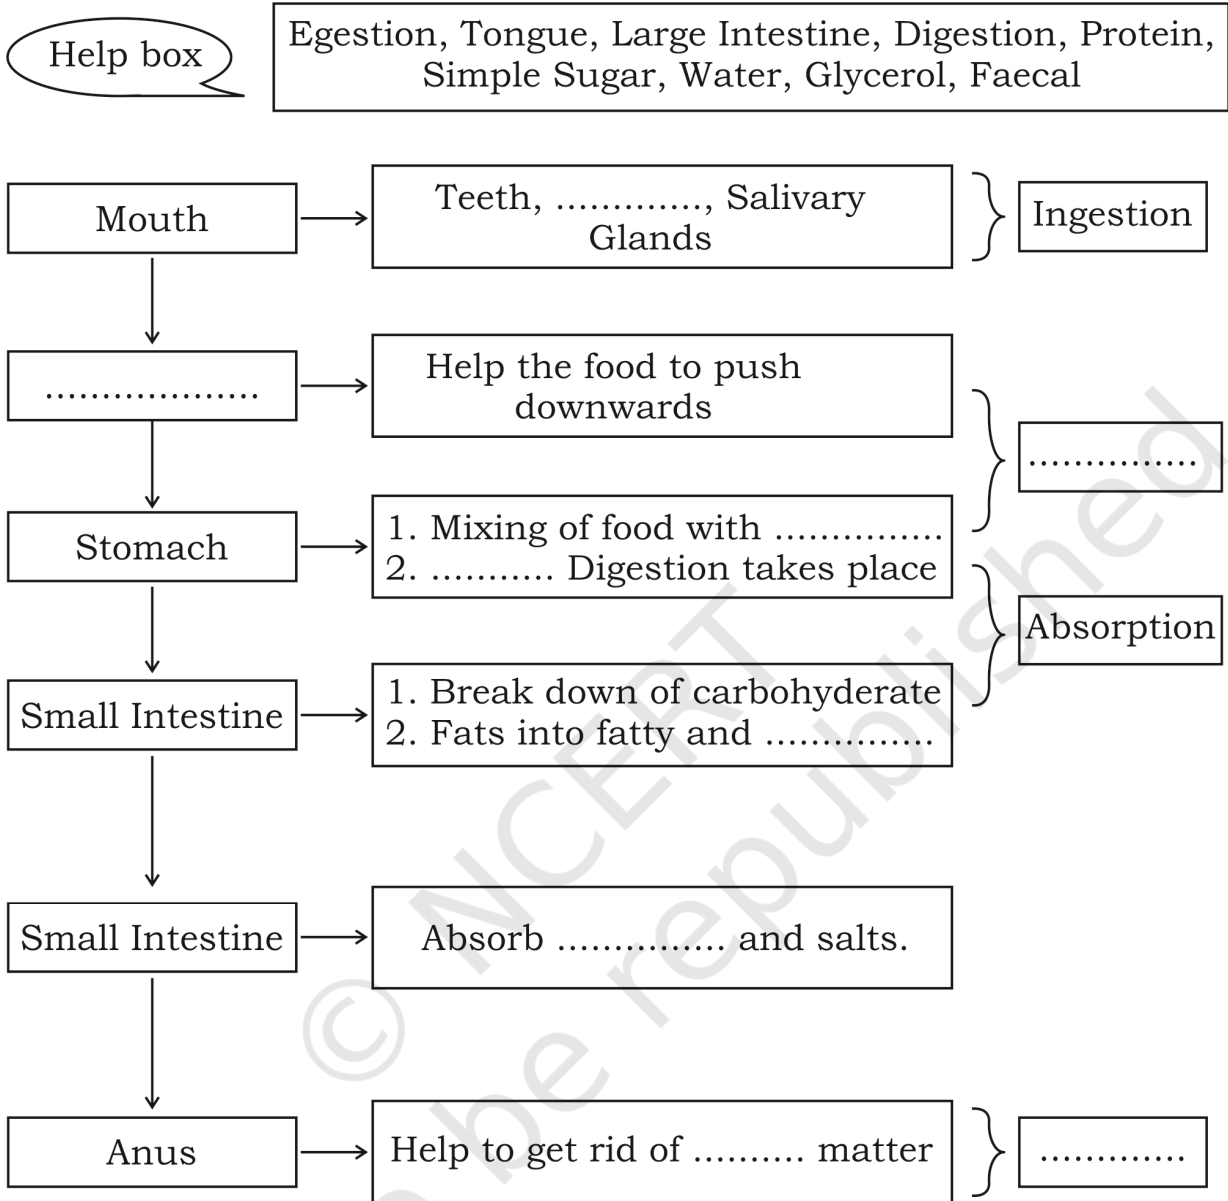 Help box
Egestion, Tongue, Large Intestine, Digestion, Protein,
Simple Sugar, Water, Glycerol, Faecal
Mouth
Teeth, ............., Salivary
Glands
Ingestion
...................
Help the food to push
downwards
...............
Stomach
1. Mixing of food with ...............
2. ........... Digestion takes place
Absorption
Small Intestine
1. Break down of carbohyderate
2. Fats into fatty and ...............
Small Intestine
Absorb ............... and salts.
Anus
Help to get rid of .......... matter
.............
© NCERT
be republished